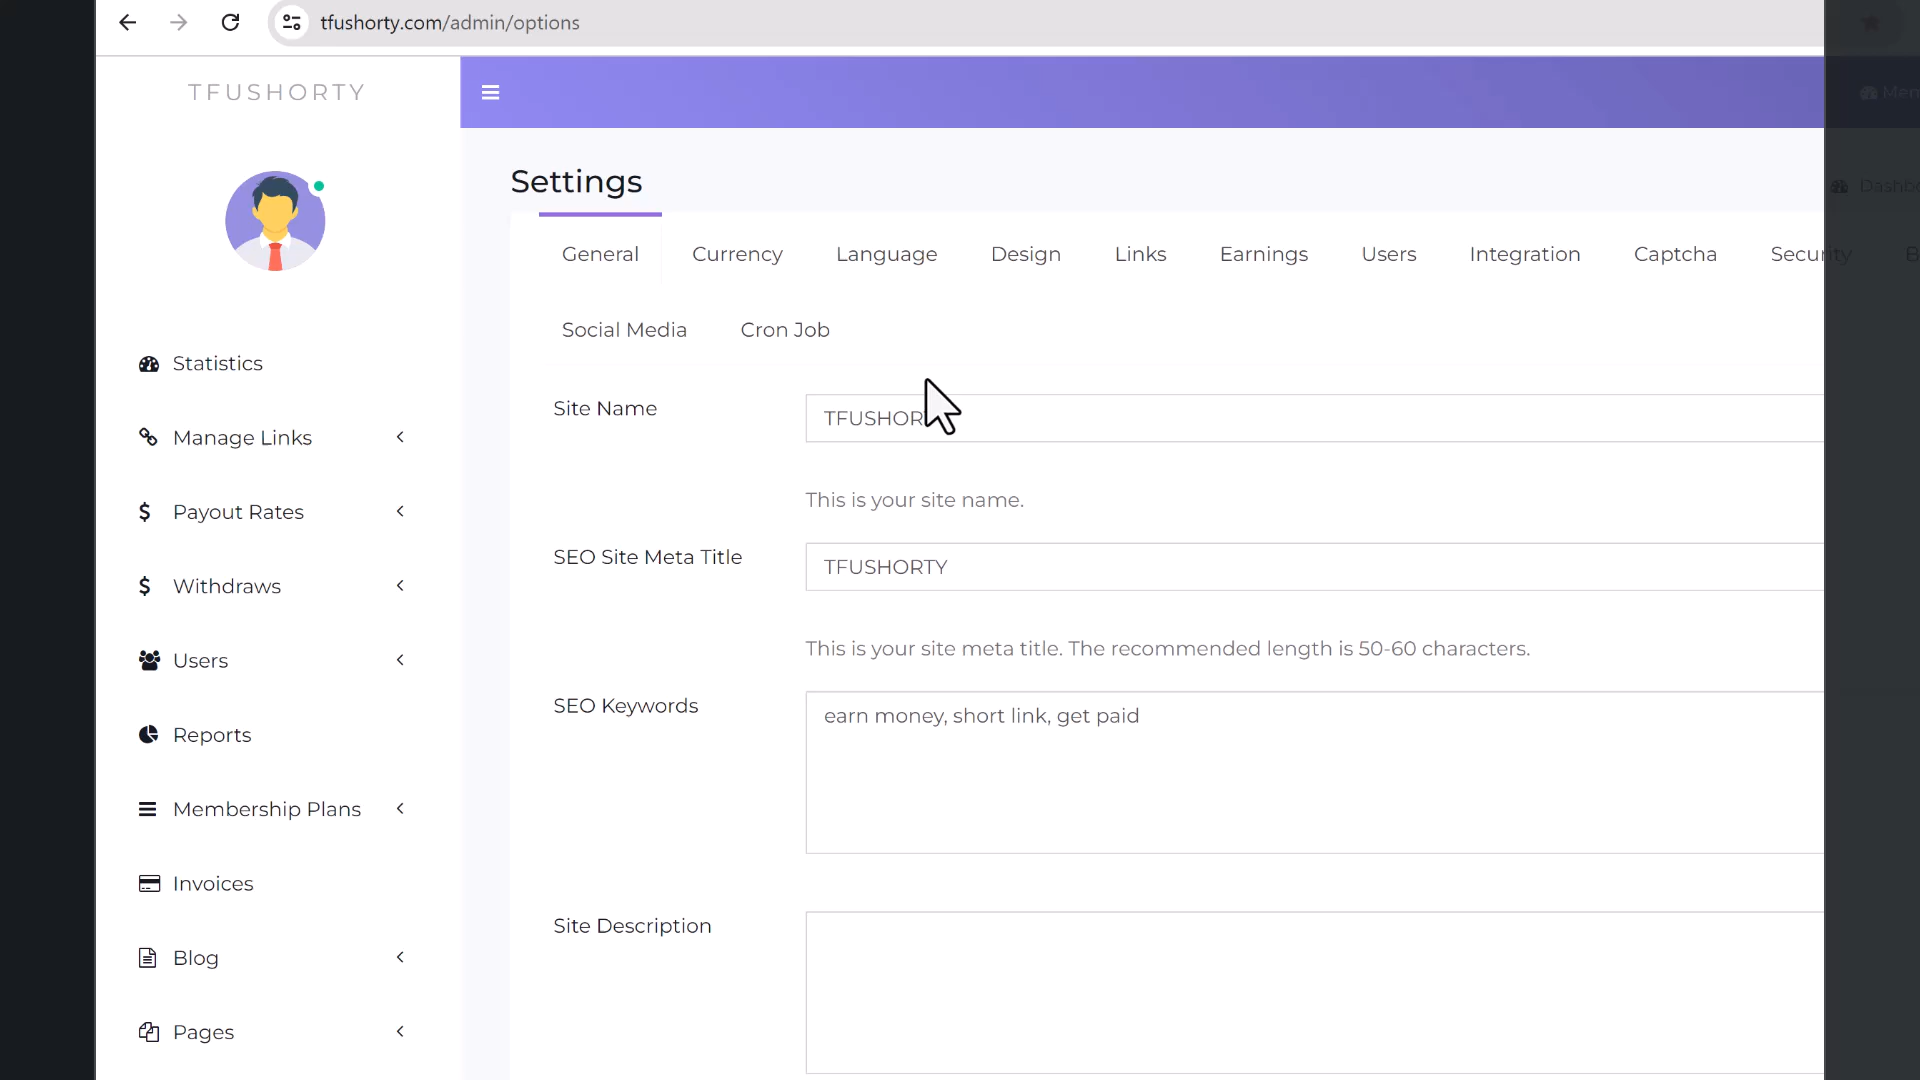 tfushorty.com/admin/options
TFUSHORTY
Settings
General Currency Language Design Links Earnings Users Integration Captcha Security
Social Media Cron Job
Statistics
Manage Links
Payout Rates
Withdraws
Users
Reports
Membership Plans
Invoices
Blog
Pages
Site Name
TFUSHOR
This is your site name.
SEO Site Meta Title
TFUSHORTY
This is your site meta title. The recommended length is 50-60 characters.
SEO Keywords
earn money, short link, get paid
Site Description